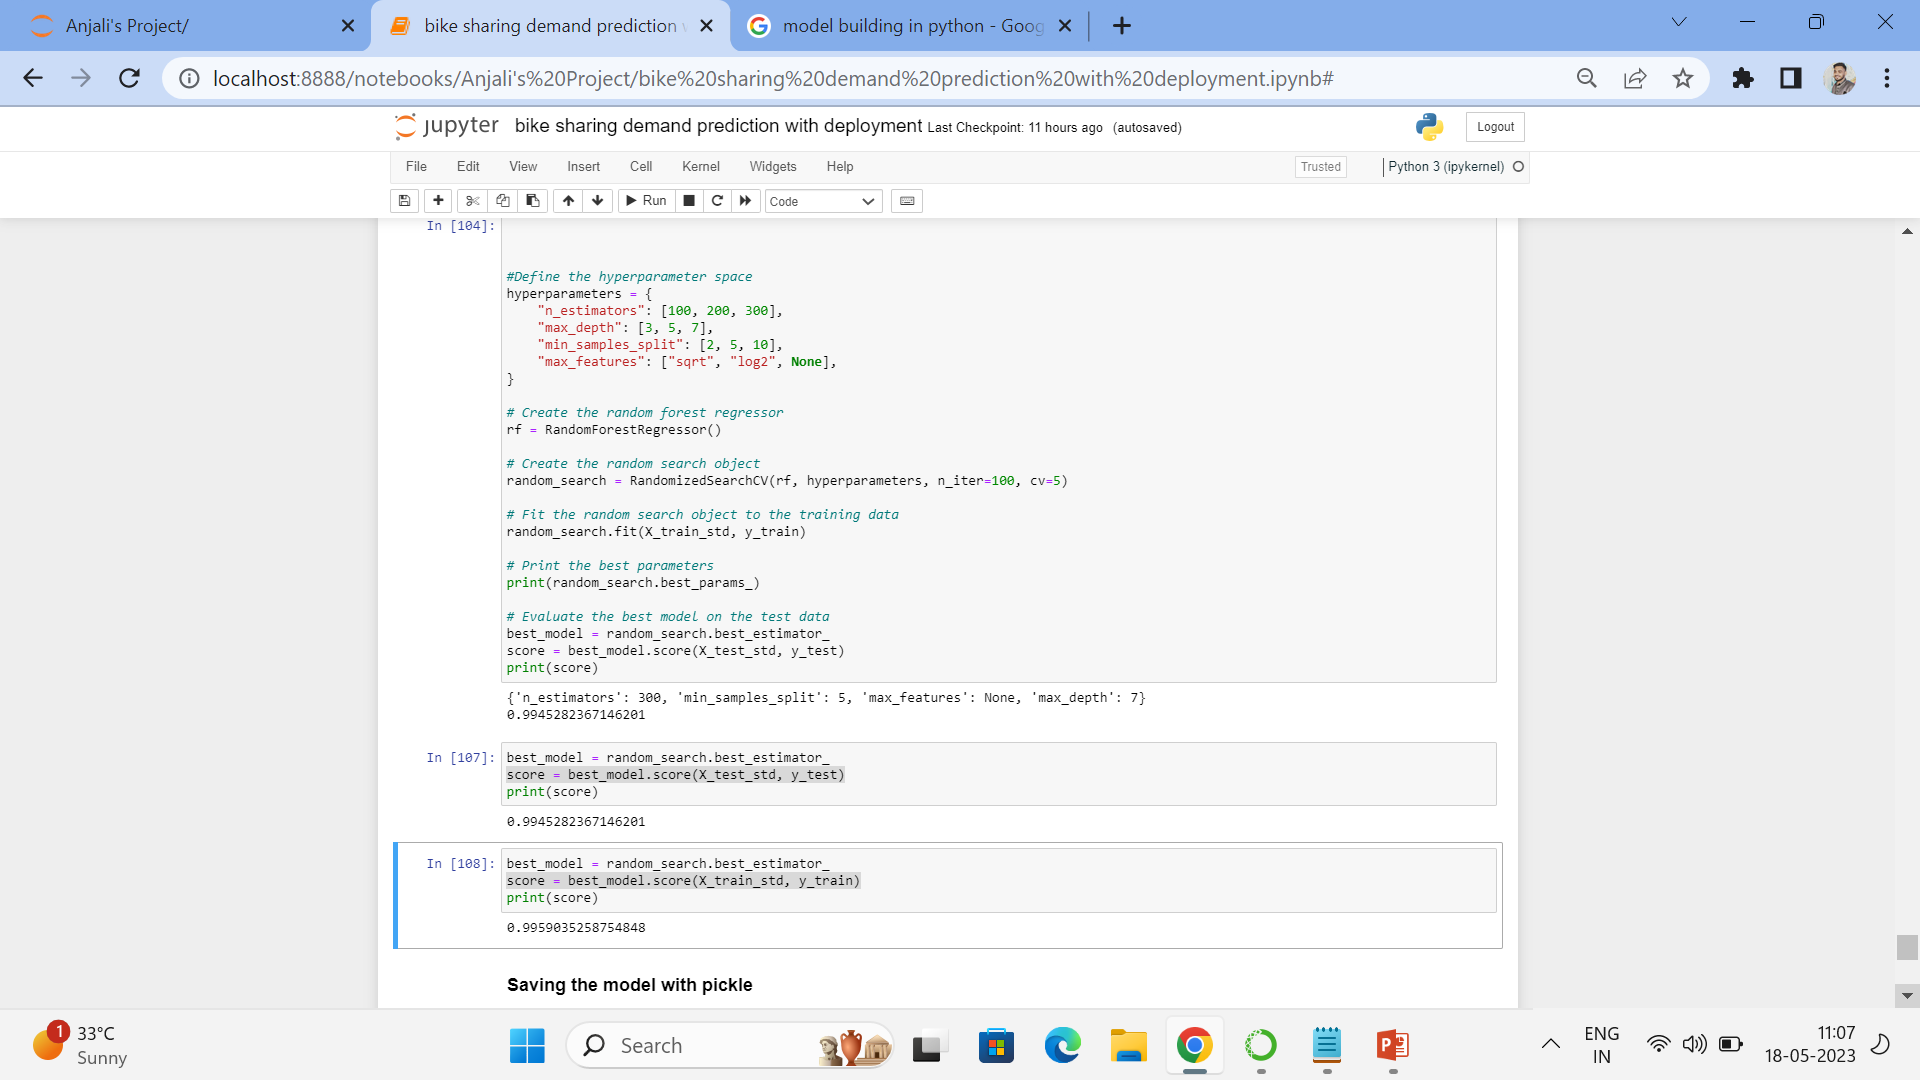 Anjali's Project/
bike sharing demand prediction
model building in python - Goog
localhost:8888/notebooks/Anjali's%20Project/bike%20sharing%20demand%20prediction%20with%20deployment.ipynb#
jupyter bike sharing demand prediction with deployment Last Checkpoint: 11 hours ago (autosaved)
Logout
File Edit View Insert Cell Kernel Widgets Help
Trusted
Python 3 (ipykernel)
Run
Code
In [104]:
#Define the hyperparameter space
hyperparameters = {
    "n_estimators": [100, 200, 300],
    "max_depth": [3, 5, 7],
    "min_samples_split": [2, 5, 10],
    "max_features": ["sqrt", "log2", None],
}
# Create the random forest regressor
rf = RandomForestRegressor()
# Create the random search object
random_search = RandomizedSearchCV(rf, hyperparameters, n_iter=100, cv=5)
# Fit the random search object to the training data
random_search.fit(X_train_std, y_train)
# Print the best parameters
print(random_search.best_params_)
# Evaluate the best model on the test data
best_model = random_search.best_estimator_
score = best_model.score(X_test_std, y_test)
print(score)
{'n_estimators': 300, 'min_samples_split': 5, 'max_features': None, 'max_depth': 7}
0.9945282367146201
In [107]: best_model = random_search.best_estimator_
score = best_model.score(X_test_std, y_test)
print(score)
0.9945282367146201
In [108]: best_model = random_search.best_estimator_
score = best_model.score(X_train_std, y_train)
print(score)
0.9959035258754848
Saving the model with pickle
1
33°C
Sunny
Search
P
ENG
IN
11:07
18-05-2023